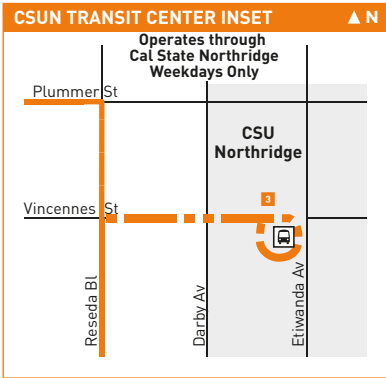 CSUN TRANSIT CENTER INSET
▲ N
Operates through
Cal State Northridge
Weekdays Only
Plummer St
CSU
Northridge
3
Vincennes St
Reseda Bl
Darby Av
Etiwanda Av